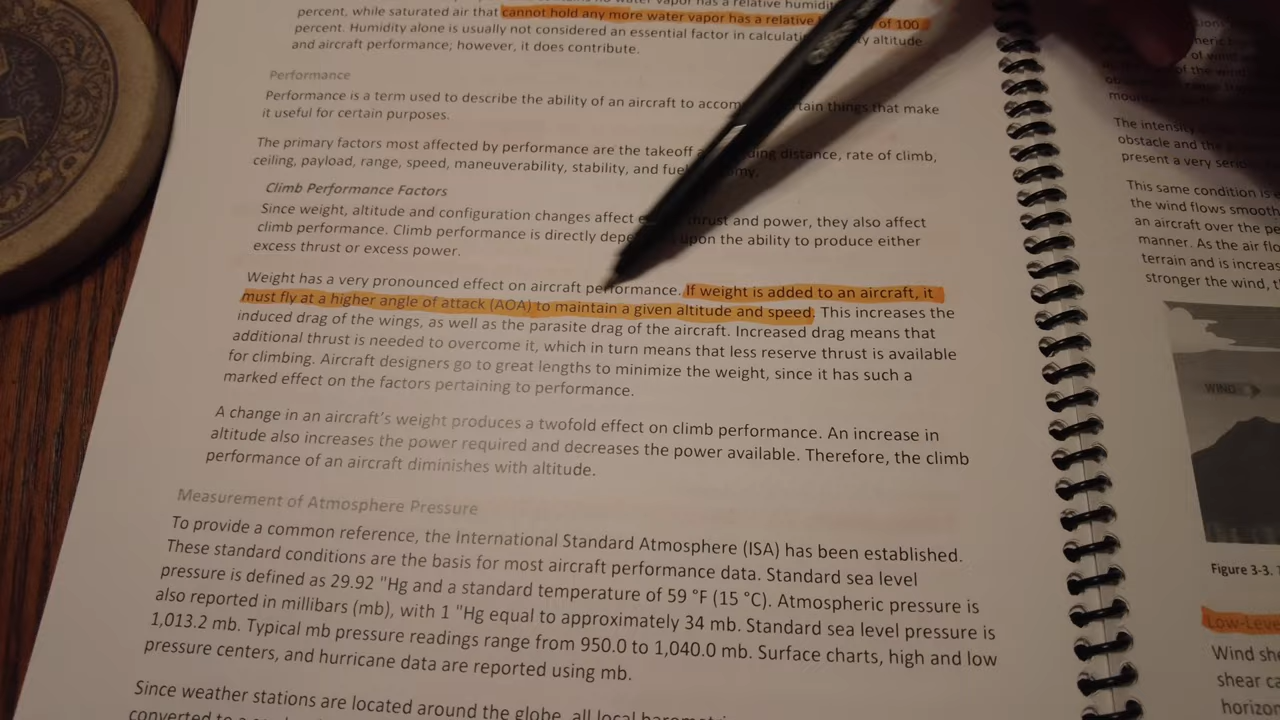 percent, while saturated air that cannot hold any more water vapor has a relative of 100
percent. Humidity alone is usually not considered an essential factor in altitude
and aircraft performance; however, it does contribute.
Performance
Performance is a term used to describe the ability of an aircraft to things that make
it useful for certain purposes.
The primary factors most affected by performance are the takeoff distance, rate of climb,
ceiling, payload, range, speed, maneuverability, stability, and
Climb Performance Factors
Since weight, altitude and configuration changes affect and power, they also affect
climb performance. Climb performance is directly upon the ability to produce either
excess thrust or excess power.
Weight has a very pronounced effect on aircraft performance. If weight is added to an aircraft, it
must fly at a higher angle of attack (AOA) to maintain a given altitude and speed. This increases the
induced drag of the wings, as well as the parasite drag of the aircraft. Increased drag means that
additional thrust is needed to overcome it, which in turn means that less reserve thrust is available
for climbing. Aircraft designers go to great lengths to minimize the weight, since it has such a
marked effect on the factors pertaining to performance.
A change in an aircraft's weight produces a twofold effect on climb performance. An increase in
altitude also increases the power required and decreases the power available. Therefore, the climb
performance of an aircraft diminishes with altitude.
Measurement of Atmosphere Pressure
To provide a common reference, the International Standard Atmosphere (ISA) has been established.
These standard conditions are the basis for most aircraft performance data. Standard sea level
pressure is defined as 29.92 "Hg and a standard temperature of 59 °F (15 °C). Atmospheric pressure is
also reported in millibars (mb), with 1 "Hg equal to approximately 34 mb. Standard sea level pressure is
1,013.2 mb. Typical mb pressure readings range from 950.0 to 1,040.0 mb. Surface charts, high and low
pressure centers, and hurricane data are reported using mb.
Since weather stations are located around the globe, all local
converted to a
of the wind
The intensity
obstacle and the
present a very
This same condition is
the wind flows
an aircraft over the
manner. As the air
terrain and is
stronger the wind,
WIND
Figure 3-3.
Wind
shear